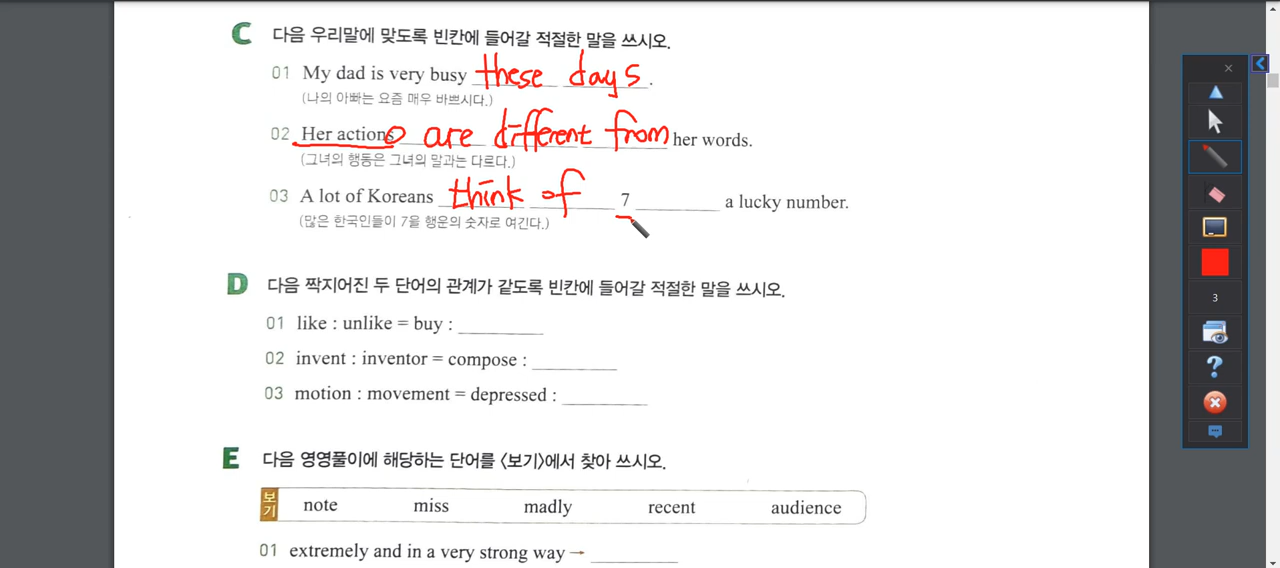 C 다음 우리말에 맞도록 빈칸에 들어갈 적절한 말을 쓰시오.
01 My dad is very busy these days.
(나의 아빠는 요즘 매우 바쁘시다.)
02 Her actions are different from her words.
(그녀의 행동은 그녀의 말과는 다르다.)
03 A lot of Koreans think of 7 ________ a lucky number.
(많은 한국인들이 7을 행운의 숫자로 여긴다.)
D 다음 짝지어진 두 단어의 관계가 같도록 빈칸에 들어갈 적절한 말을 쓰시오.
01 like : unlike = buy : ________
02 invent : inventor = compose : ________
03 motion : movement = depressed : ________
E 다음 영영풀이에 해당하는 단어를 <보기>에서 찾아 쓰시오.
보기 note miss madly recent audience
01 extremely and in a very strong way → ________
3